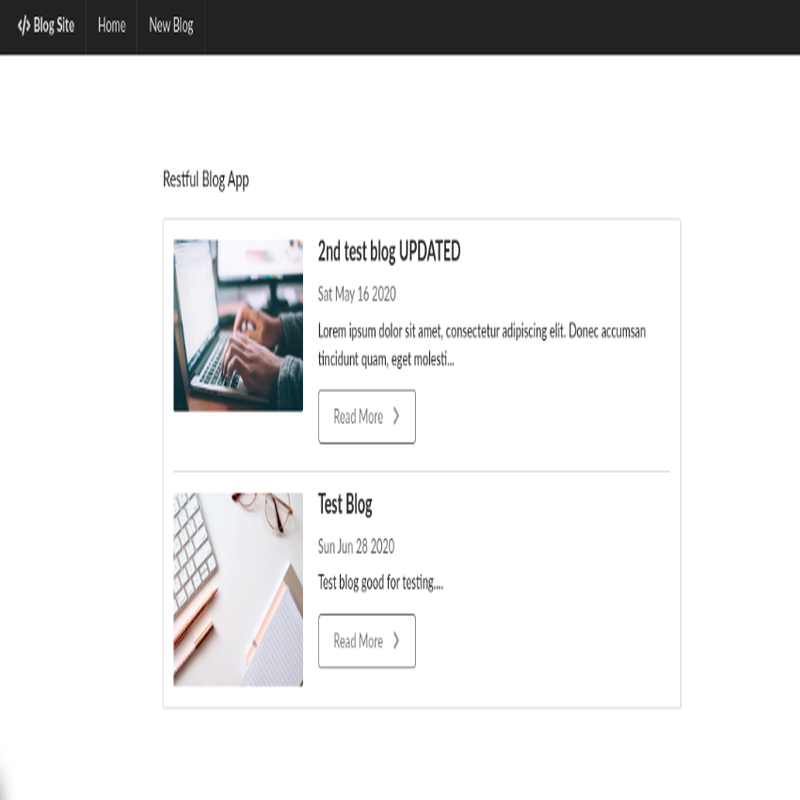 Blog Site Home New Blog
Restful Blog App
2nd test blog UPDATED
Sat May 16 2020
Lorem ipsum dolor sit amet, consectetur adipiscing elit. Donec accumsan
tincidunt quam, eget molesti...
Read More
Test Blog
Sun Jun 28 2020
Test blog good for testing....
Read More